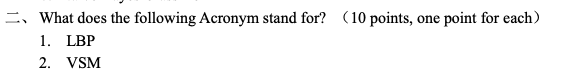 二、 What does the following Acronym stand for? （10 points, one point for each）
1. LBP
2. VSM